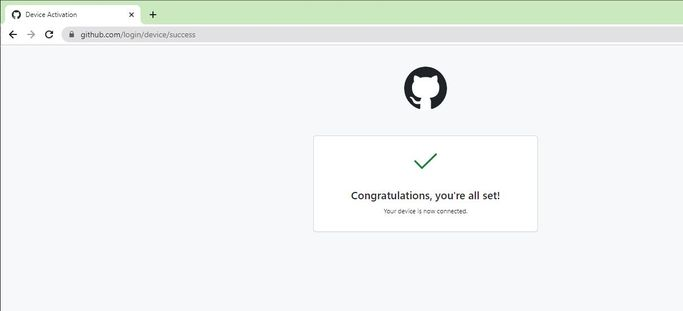 Device Activation
github.com/login/device/success
Congratulations, you're all set!
Your device is now connected.